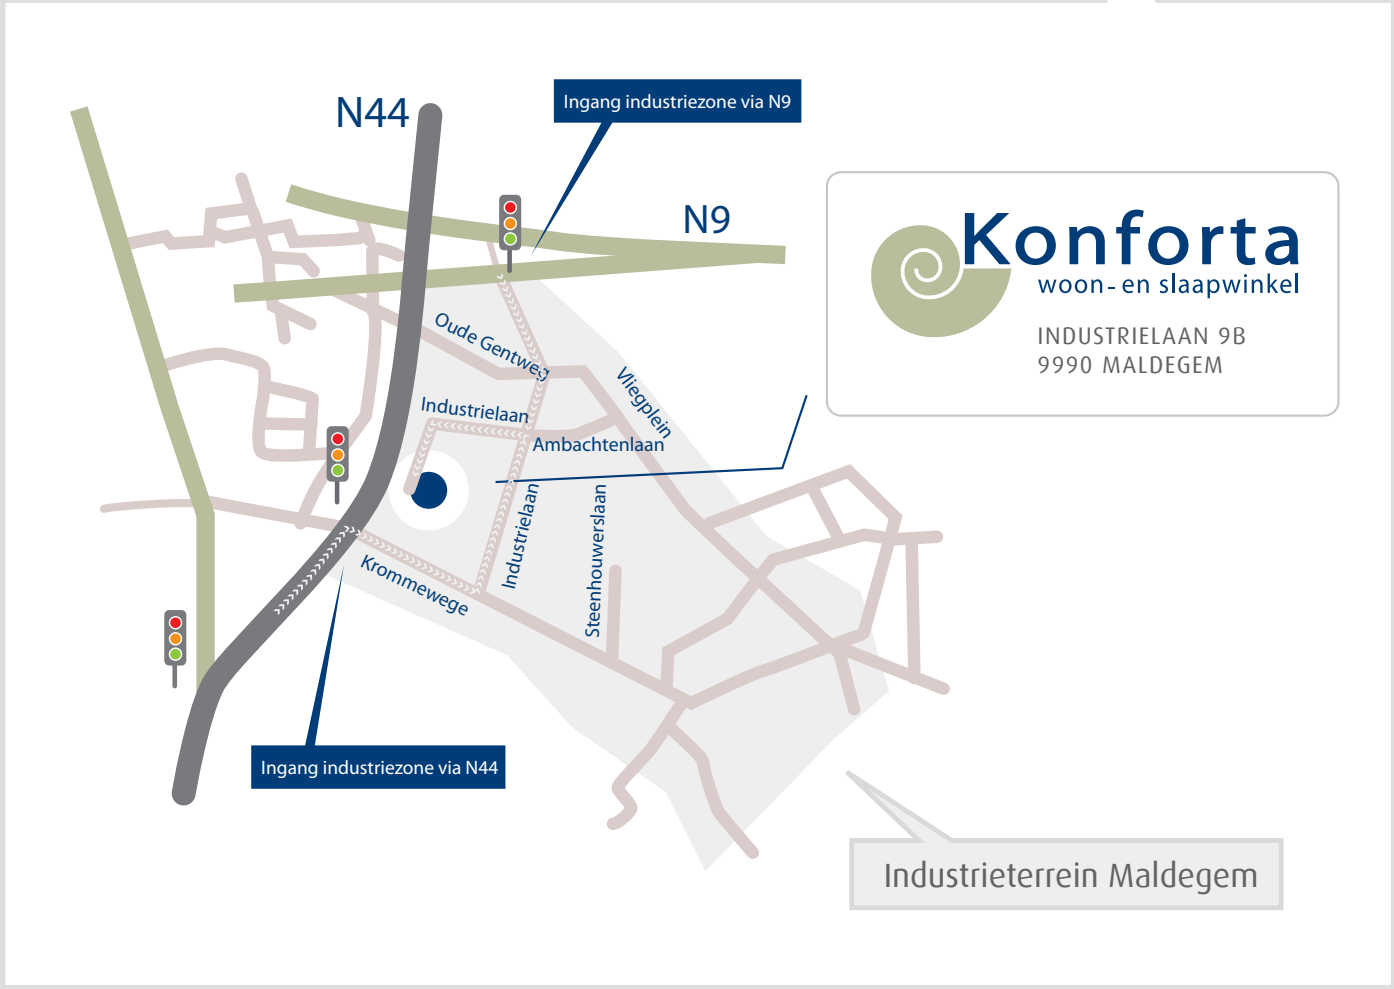 N44
Ingang industriezone via N9
N9
Konforta
woon- en slaapwinkel
INDUSTRIELAAN 9B
9990 MALDEGEM
Oude Gentweg
Vliegplein
Industrielaan
Ambachtenlaan
Industrielaan
Steenhouwerslaan
Krommewege
Ingang industriezone via N44
Industrieterrein Maldegem